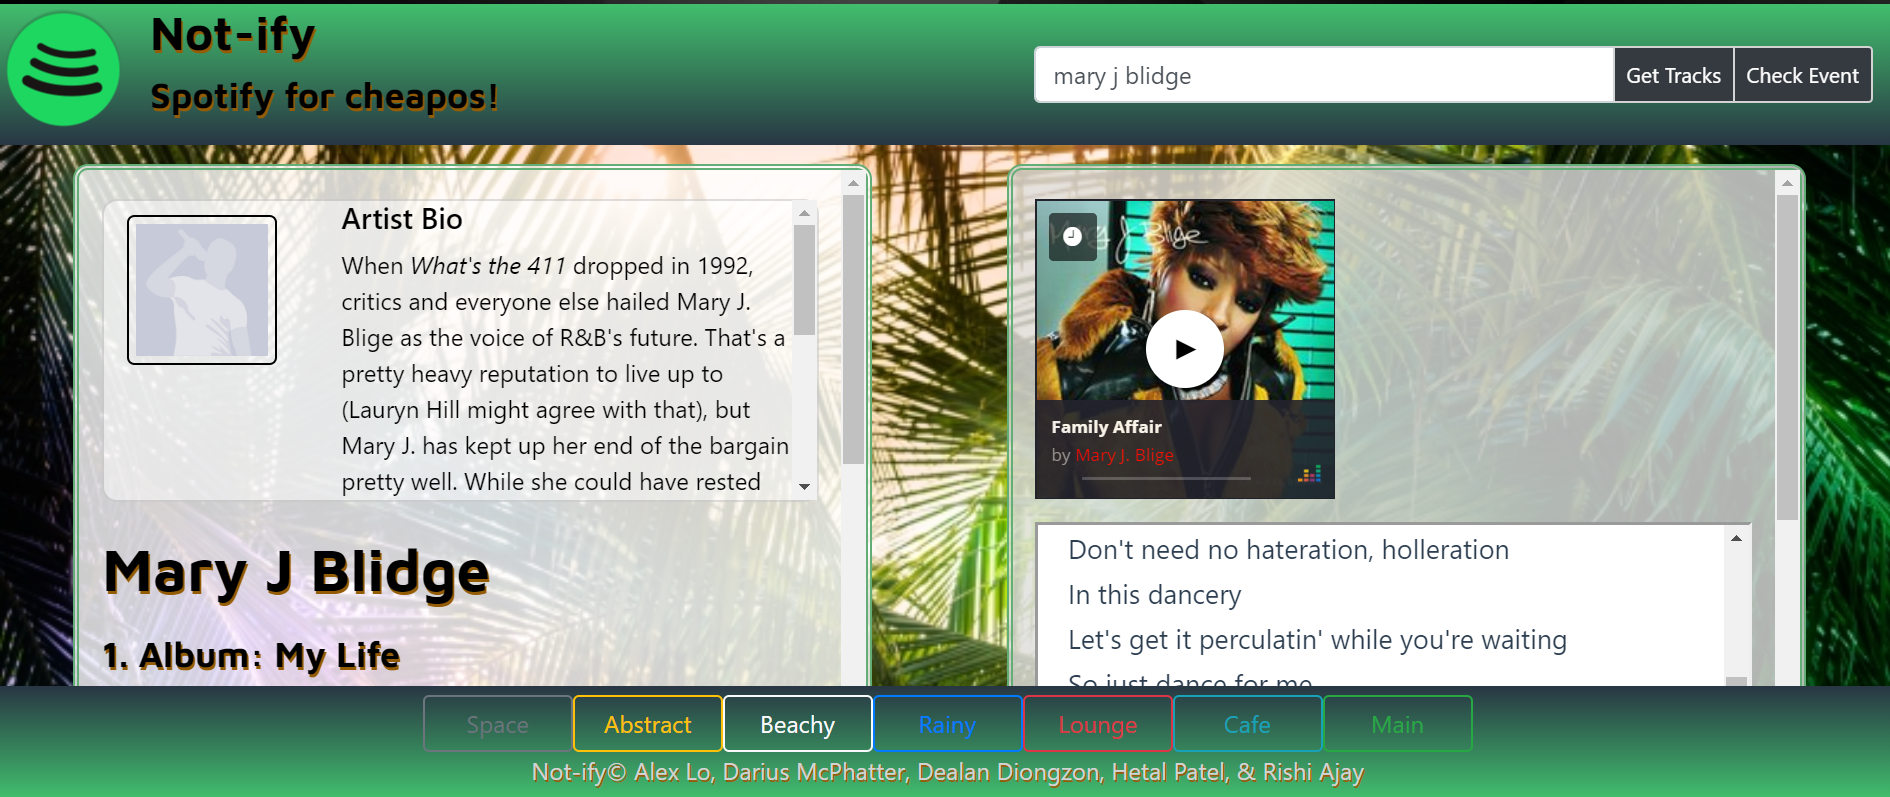 Not-ify
Spotify for cheapos!
mary j blidge
Get Tracks
Check Event
Artist Bio
When What's the 411 dropped in 1992,
critics and everyone else hailed Mary J.
Blige as the voice of R&B's future. That's a
pretty heavy reputation to live up to
(Lauryn Hill might agree with that), but
Mary J. has kept up her end of the bargain
pretty well. While she could have rested
Mary J Blidge
1. Album: My Life
Mary J Blige
Family Affair
by Mary J. Blige
Don't need no hateration, holleration
In this dancery
Let's get it perculatin' while you're waiting
So just dance for me
Space
Abstract
Beachy
Rainy
Lounge
Cafe
Main
Not-ify© Alex Lo, Darius McPhatter, Dealan Diongzon, Hetal Patel, & Rishi Ajay